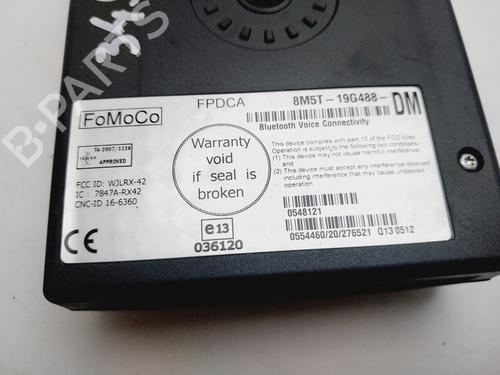 B-PARTS
FoMoCo
FPDCA
8M5T-19G488-DM
Bluetooth Voice Connectivity
TA-2007/1136
APPROVED
FCC ID: WJLRX-42
IC : 7847A-RX42
CNC-ID 16-6360
CE
Warranty
void
if seal is
broken
e13
036120
This device complies with part 15 of the FCC rules
Operation is subject to the following two conditions
(1) This device may not cause harmful interference,
and
(2) This device must accept any interference
received, including interference that may
cause undesired operation
0548121
0554460/20/276521 Q13 0512